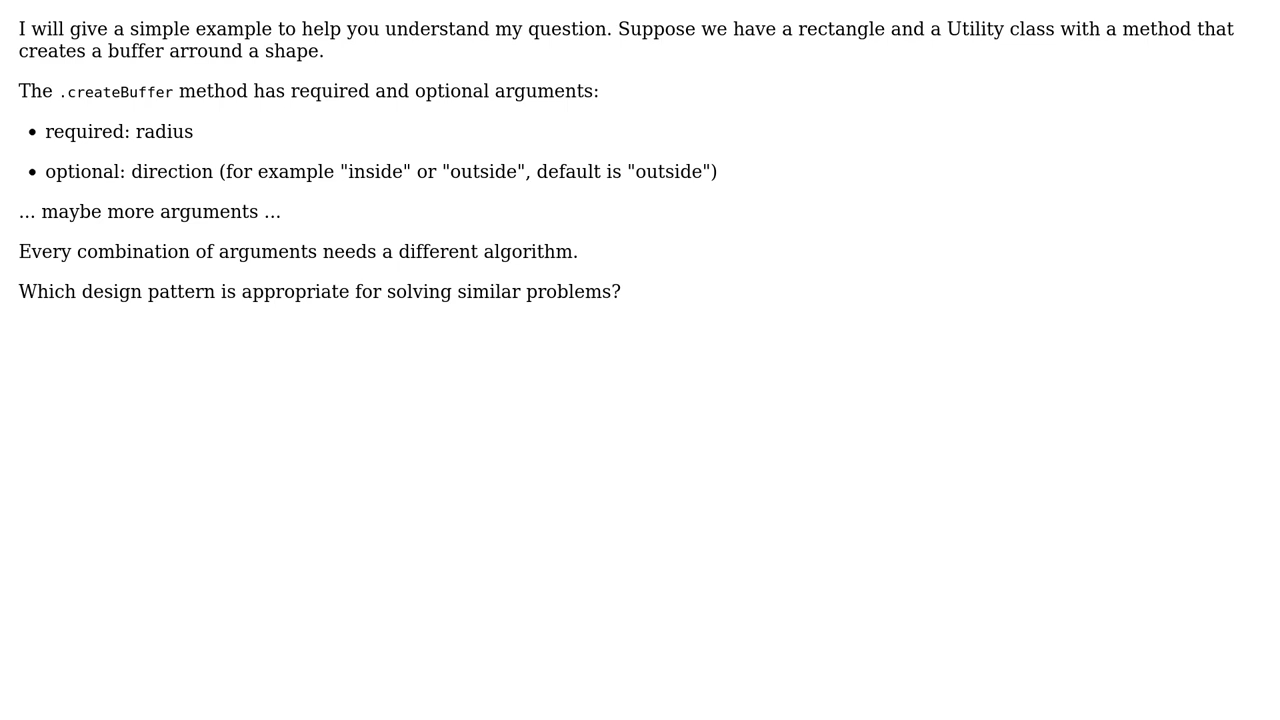 I will give a simple example to help you understand my question. Suppose we have a rectangle and a Utility class with a method that
creates a buffer arround a shape.
The .createBuffer method has required and optional arguments:
• required: radius
• optional: direction (for example "inside" or "outside", default is "outside")
... maybe more arguments ...
Every combination of arguments needs a different algorithm.
Which design pattern is appropriate for solving similar problems?